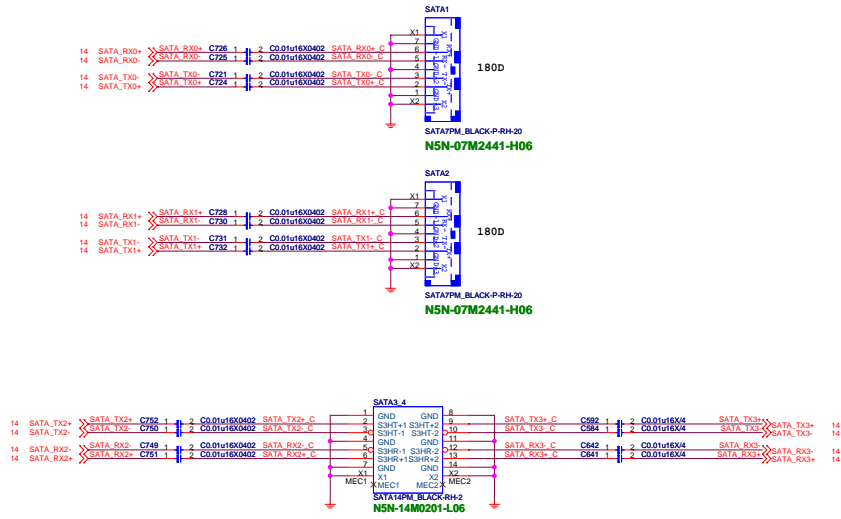 SATA1
X1
7
14 SATA_RX0+ SATA_RX0+ C726 1 2 C0.01u16X0402 SATA_RX0+_C 6
14 SATA_RX0- SATA_RX0- C725 1 2 C0.01u16X0402 SATA_RX0-_C 5
4
14 SATA_TX0- SATA_TX0- C721 1 2 C0.01u16X0402 SATA_TX0-_C 3
14 SATA_TX0+ SATA_TX0+ C724 1 2 C0.01u16X0402 SATA_TX0+_C 2
1
X2
X1
X2
180D
SATA7PM_BLACK-P-RH-20
N5N-07M2441-H06
SATA2
X1
7
14 SATA_RX1+ SATA_RX1+ C728 1 2 C0.01u16X0402 SATA_RX1+_C 6
14 SATA_RX1- SATA_RX1- C730 1 2 C0.01u16X0402 SATA_RX1-_C 5
4
14 SATA_TX1- SATA_TX1- C731 1 2 C0.01u16X0402 SATA_TX1-_C 3
14 SATA_TX1+ SATA_TX1+ C732 1 2 C0.01u16X0402 SATA_TX1+_C 2
1
X2
X1
X2
180D
SATA7PM_BLACK-P-RH-20
N5N-07M2441-H06
SATA3_4
1 GND GND 8
14 SATA_TX2+ SATA_TX2+ C752 1 2 C0.01u16X0402 SATA_TX2+_C 2 S3HT+1 S3HT+2 9 SATA_TX3+_C C592 1 2 C0.01u16X/4 SATA_TX3+ SATA_TX3+ 14
14 SATA_TX2- SATA_TX2- C750 1 2 C0.01u16X0402 SATA_TX2-_C 3 S3HT-1 S3HT-2 10 SATA_TX3-_C C584 1 2 C0.01u16X/4 SATA_TX3- SATA_TX3- 14
4 GND GND 11
14 SATA_RX2- SATA_RX2- C749 1 2 C0.01u16X0402 SATA_RX2-_C 5 S3HR-1 S3HR-2 12 SATA_RX3-_C C642 1 2 C0.01u16X/4 SATA_RX3- SATA_RX3- 14
14 SATA_RX2+ SATA_RX2+ C751 1 2 C0.01u16X0402 SATA_RX2+_C 6 S3HR+1 S3HR+2 13 SATA_RX3+_C C641 1 2 C0.01u16X/4 SATA_RX3+ SATA_RX3+ 14
7 GND GND 14
X1 X1 X2 X2
MEC1 MEC1 MEC2 MEC2
SATA14PM_BLACK-RH-2
N5N-14M0201-L06